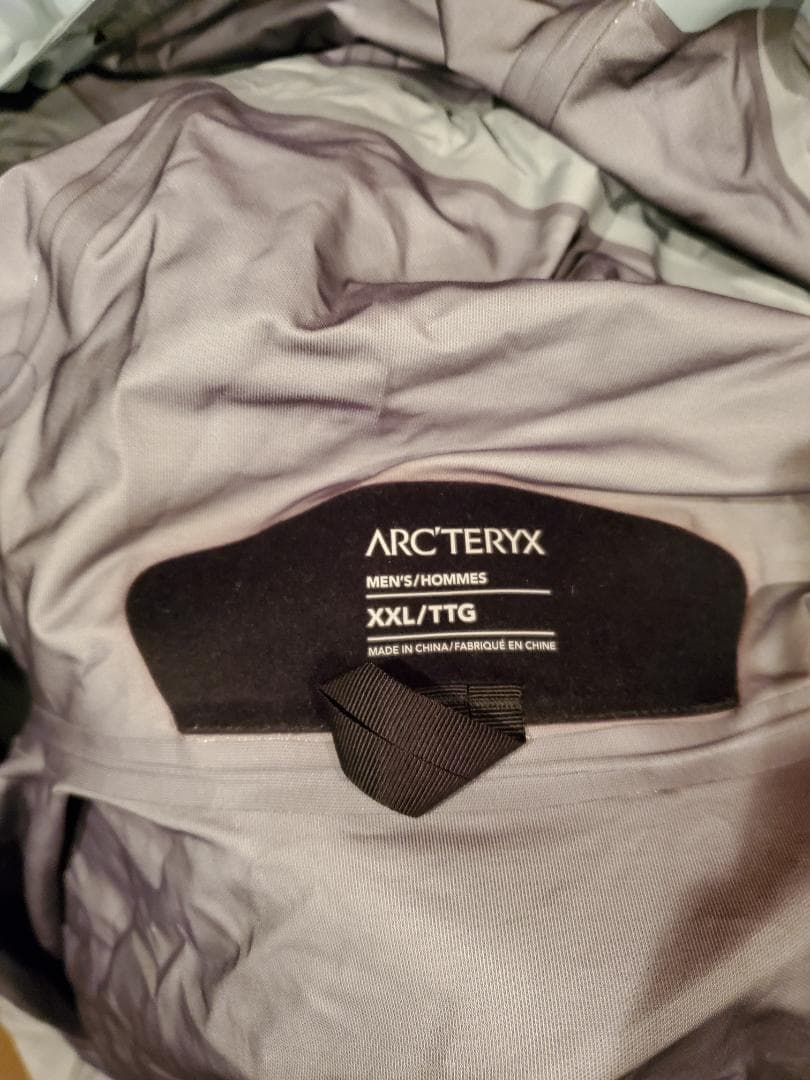 ARC'TERYX
MEN'S/HOMMES
XXL/TTG
MADE IN CHINA/FABRIQUÉ EN CHINE